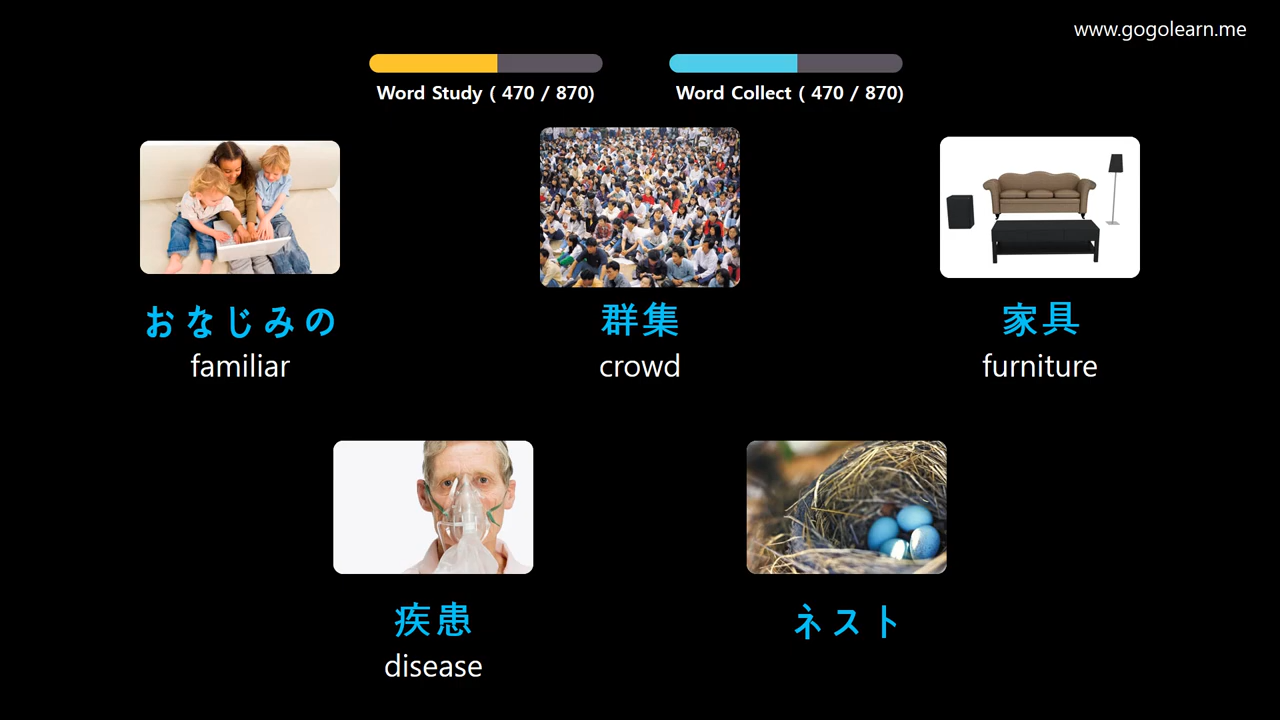 www.gogolearn.me
Word Study ( 470 / 870)
Word Collect ( 470 / 870)
おなじみの
familiar
群集
crowd
家具
furniture
疾患
disease
ネスト